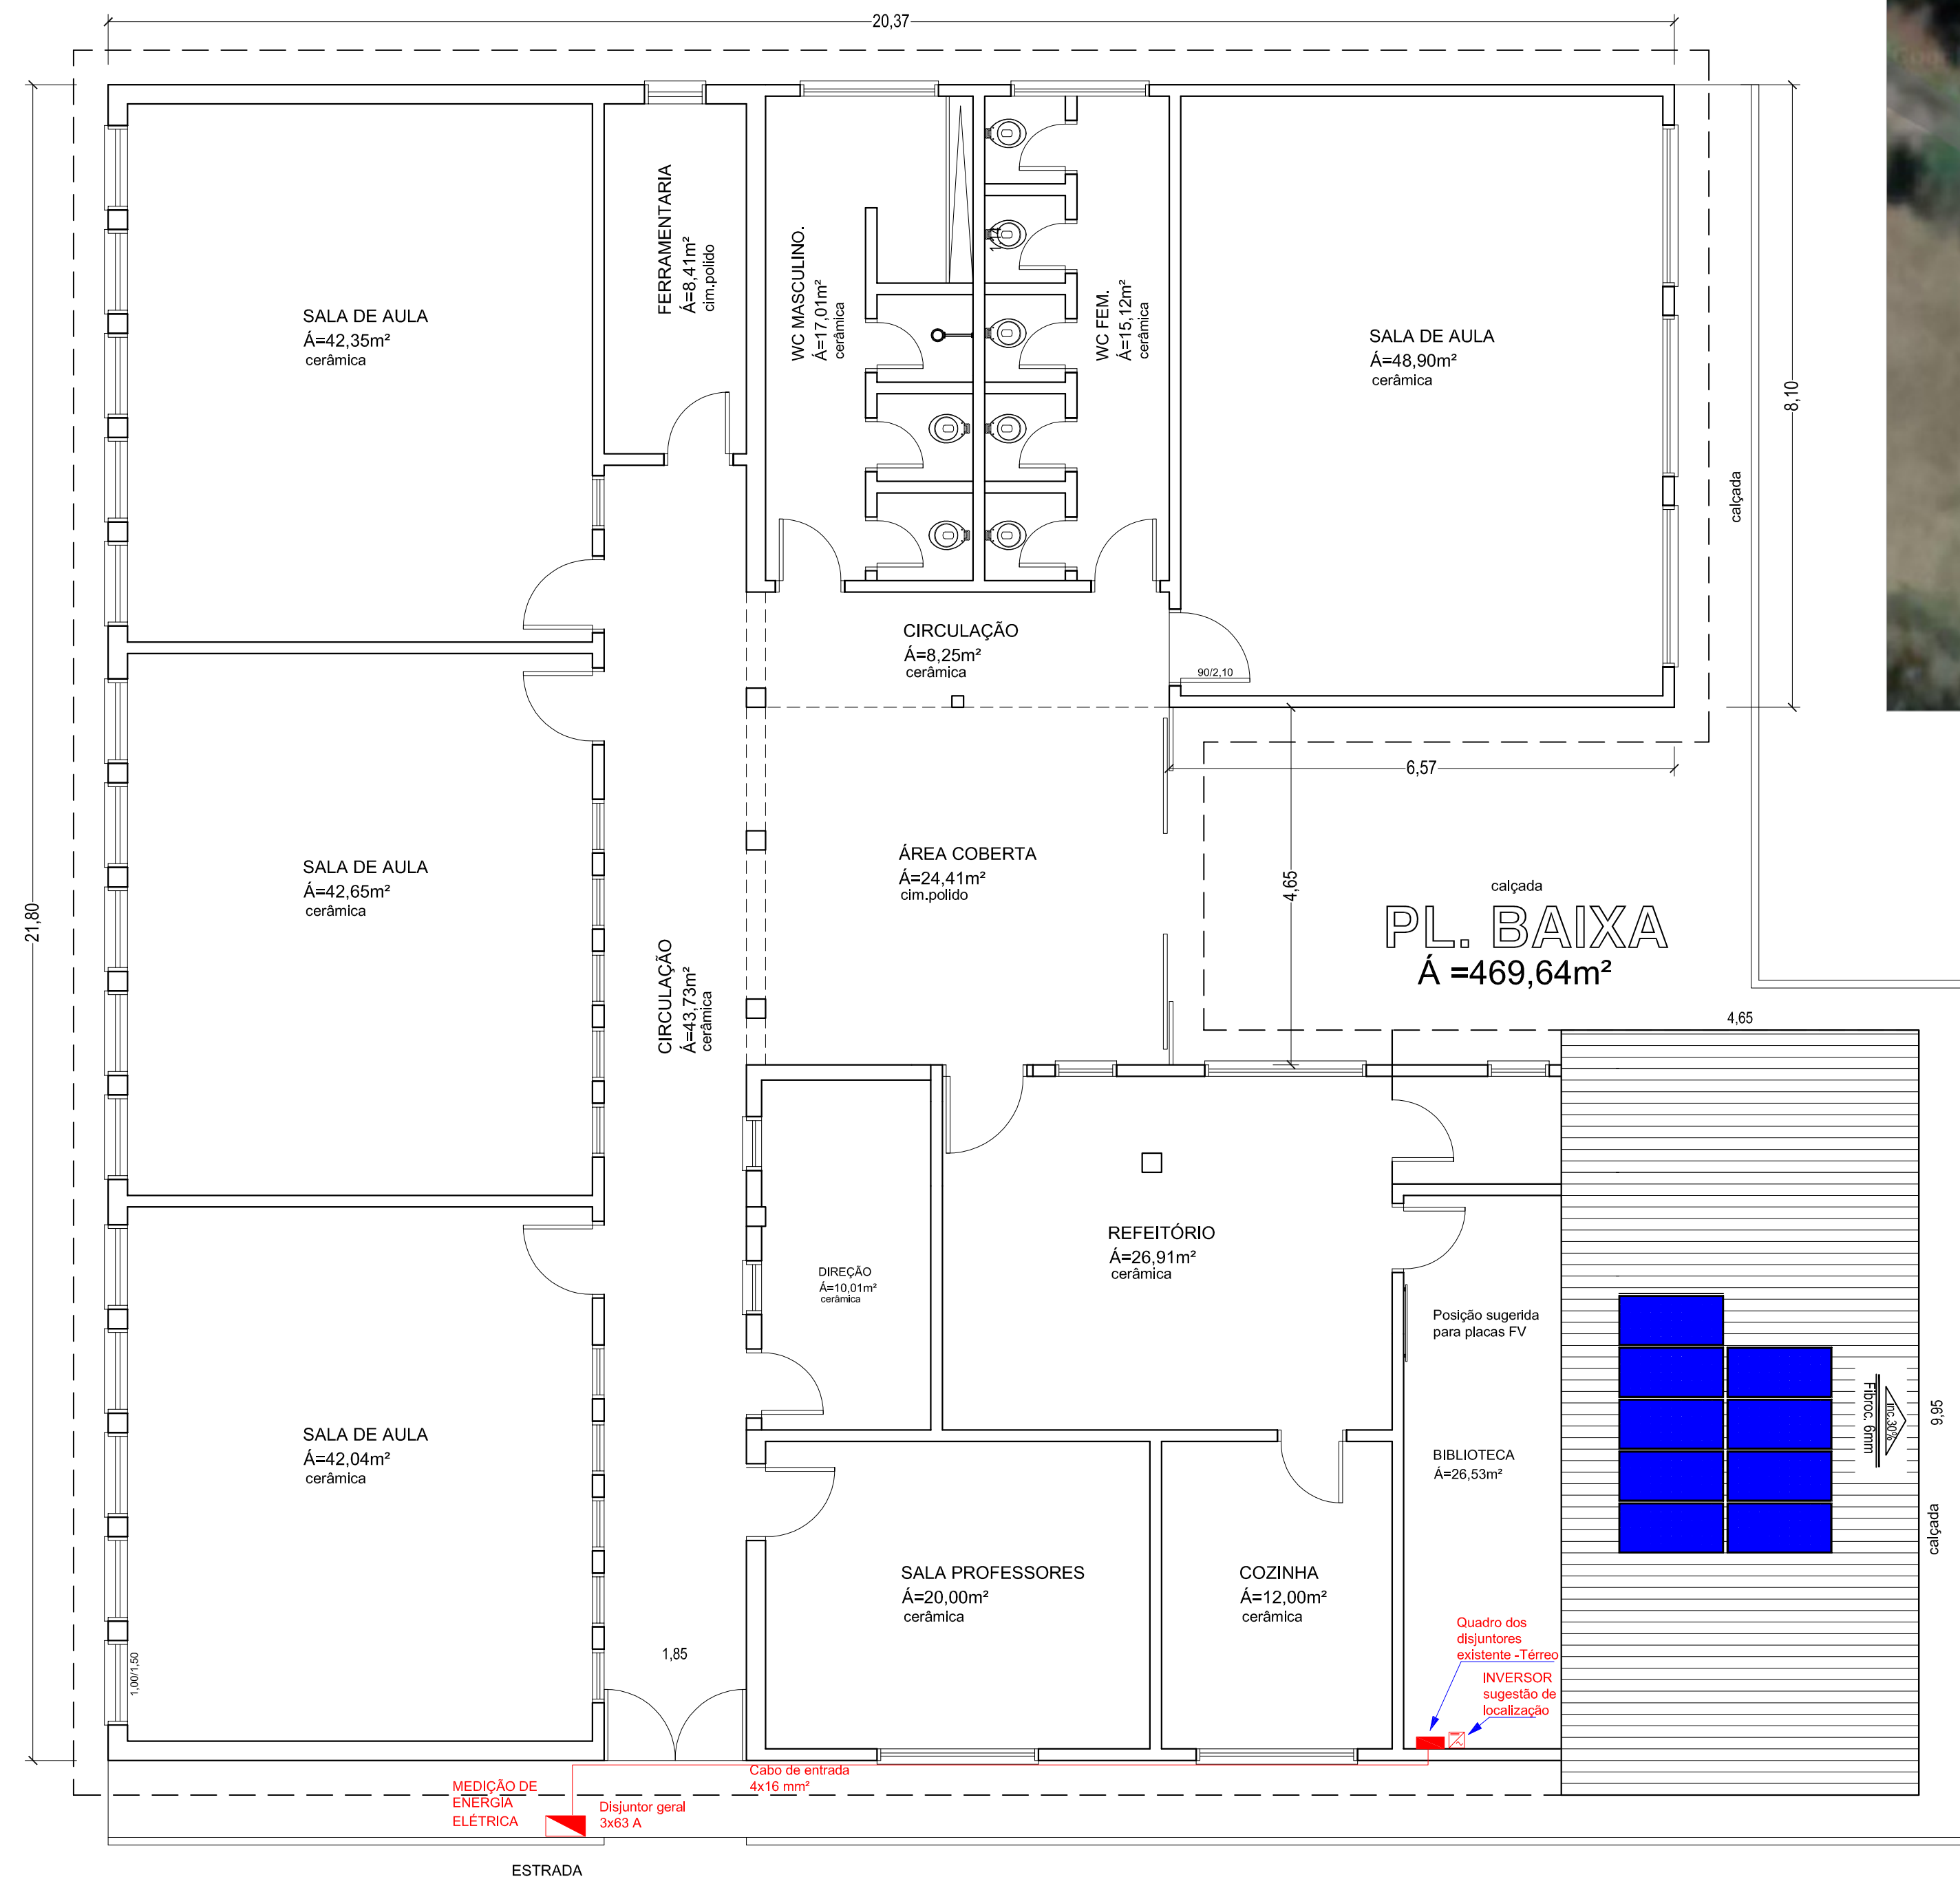 20,37
21,80
8,10
FERRAMENTARIA
Á=8,41m²
cim.polido
WC MASCULINO.
Á=17,01m²
cerâmica
WC FEM.
Á=15,12m²
cerâmica
SALA DE AULA
Á=42,35m²
cerâmica
SALA DE AULA
Á=48,90m²
cerâmica
calçada
CIRCULAÇÃO
Á=8,25m²
cerâmica
90/2,10
6,57
4,65
SALA DE AULA
Á=42,65m²
cerâmica
ÁREA COBERTA
Á=24,41m²
cim.polido
calçada
PL. BAIXA
Á =469,64m²
CIRCULAÇÃO
Á=43,73m²
cerâmica
4,65
REFEITÓRIO
Á=26,91m²
cerâmica
DIREÇÃO
Á=10,01m²
cerâmica
Posição sugerida
para placas FV
inc.30%
Fibroc. 6mm
9,95
calçada
SALA DE AULA
Á=42,04m²
cerâmica
BIBLIOTECA
Á=26,53m²
SALA PROFESSORES
Á=20,00m²
cerâmica
COZINHA
Á=12,00m²
cerâmica
1,00/1,50
1,85
Quadro dos
disjuntores
existente -Térreo
INVERSOR
sugestão de
localização
Cabo de entrada
4x16 mm²
MEDIÇÃO DE
ENERGIA
ELÉTRICA
Disjuntor geral
3x63 A
ESTRADA